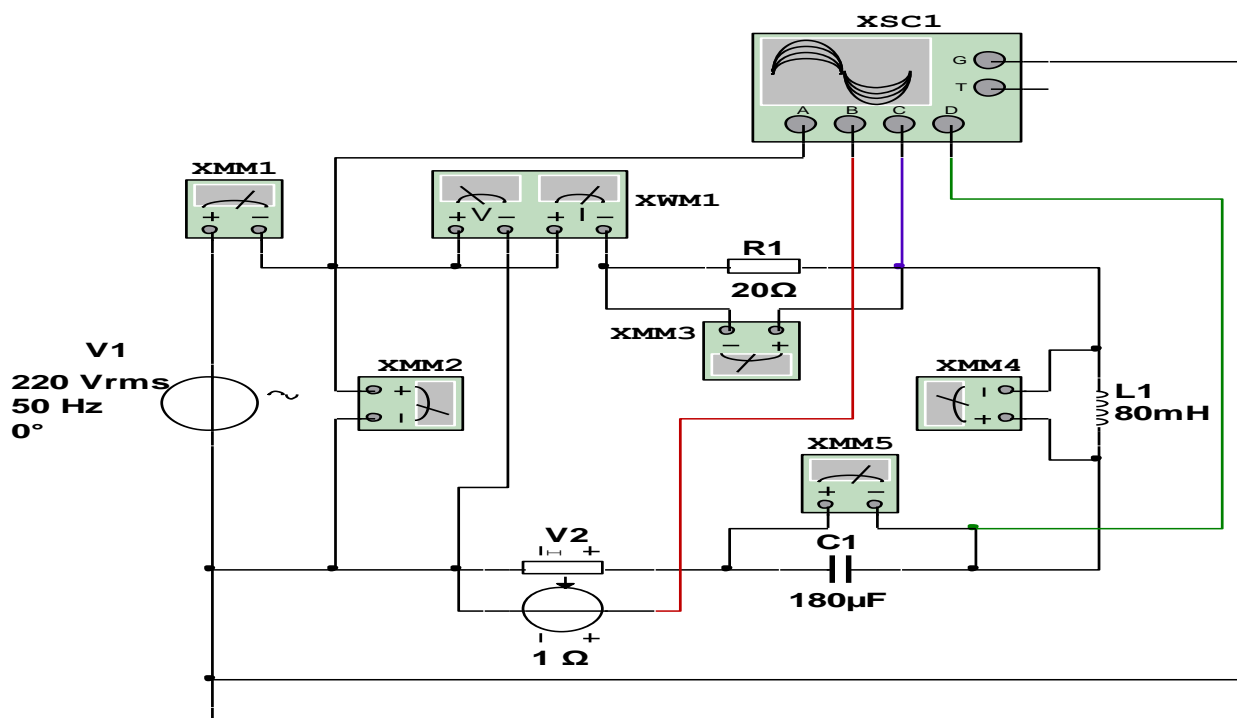 XSC1
G
T
A B C D
XMM1
+ −
XWM1
+ V − + I −
R1
20Ω
XMM3
− +
V1
220 Vrms
50 Hz
0°
XMM2
+
−
XMM4
−
+
L1
80mH
XMM5
+ −
V2
− +
C1
180µF
− +
1 Ω